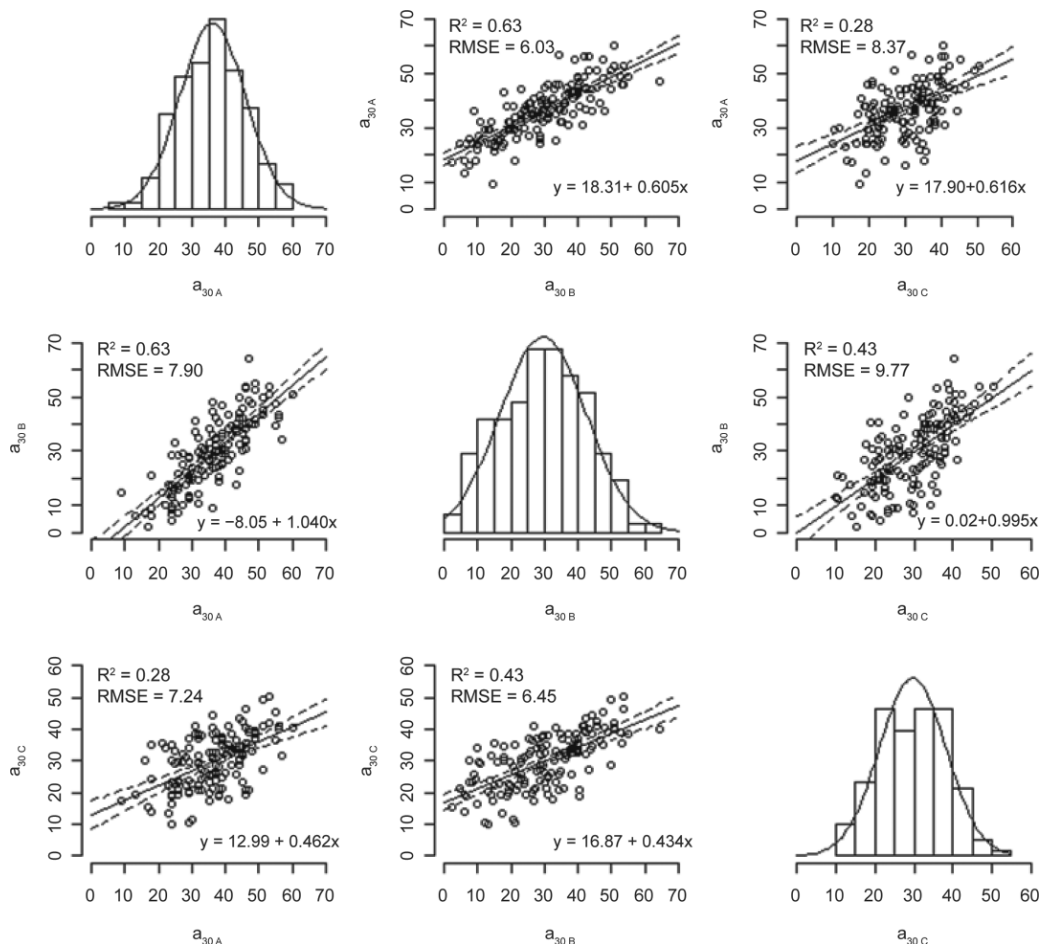 R² = 0.63
RMSE = 6.03
y = 18.31+ 0.605x
R² = 0.28
RMSE = 8.37
y = 17.90+0.616x
a30 A
70
50
30
10
0
a30 A
70
50
30
10
0
0 10 20 30 40 50 60 70
a30 A
0 10 20 30 40 50 60 70
a30 B
0 10 20 30 40 50 60
a30 C
R² = 0.63
RMSE = 7.90
y = −8.05 + 1.040x
R² = 0.43
RMSE = 9.77
y = 0.02+0.995x
a30 B
70
50
30
10
0
a30 B
70
50
30
10
0
0 10 20 30 40 50 60 70
a30 A
0 10 20 30 40 50 60 70
a30 B
0 10 20 30 40 50 60
a30 C
R² = 0.28
RMSE = 7.24
y = 12.99 + 0.462x
R² = 0.43
RMSE = 6.45
y = 16.87 + 0.434x
a30 C
60
50
40
30
20
10
0
a30 C
60
50
40
30
20
10
0
0 10 20 30 40 50 60 70
a30 A
0 10 20 30 40 50 60 70
a30 B
0 10 20 30 40 50 60
a30 C